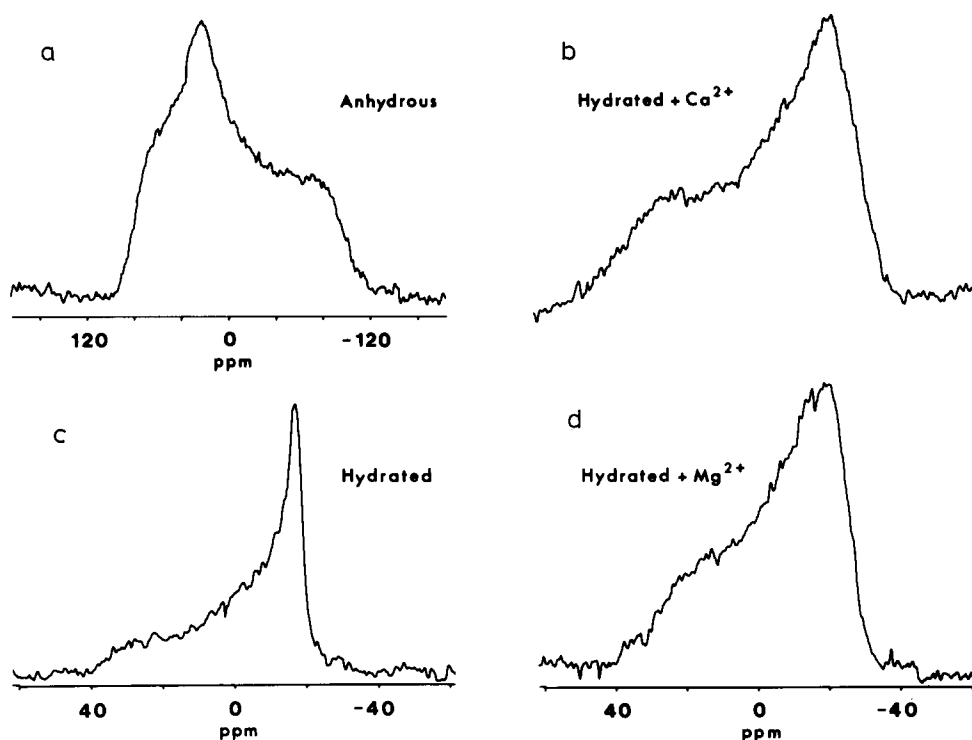 a
Anhydrous
120 0 -120
ppm
b
Hydrated + Ca²⁺
c
Hydrated
40 0 -40
ppm
d
Hydrated + Mg²⁺
40 0 -40
ppm